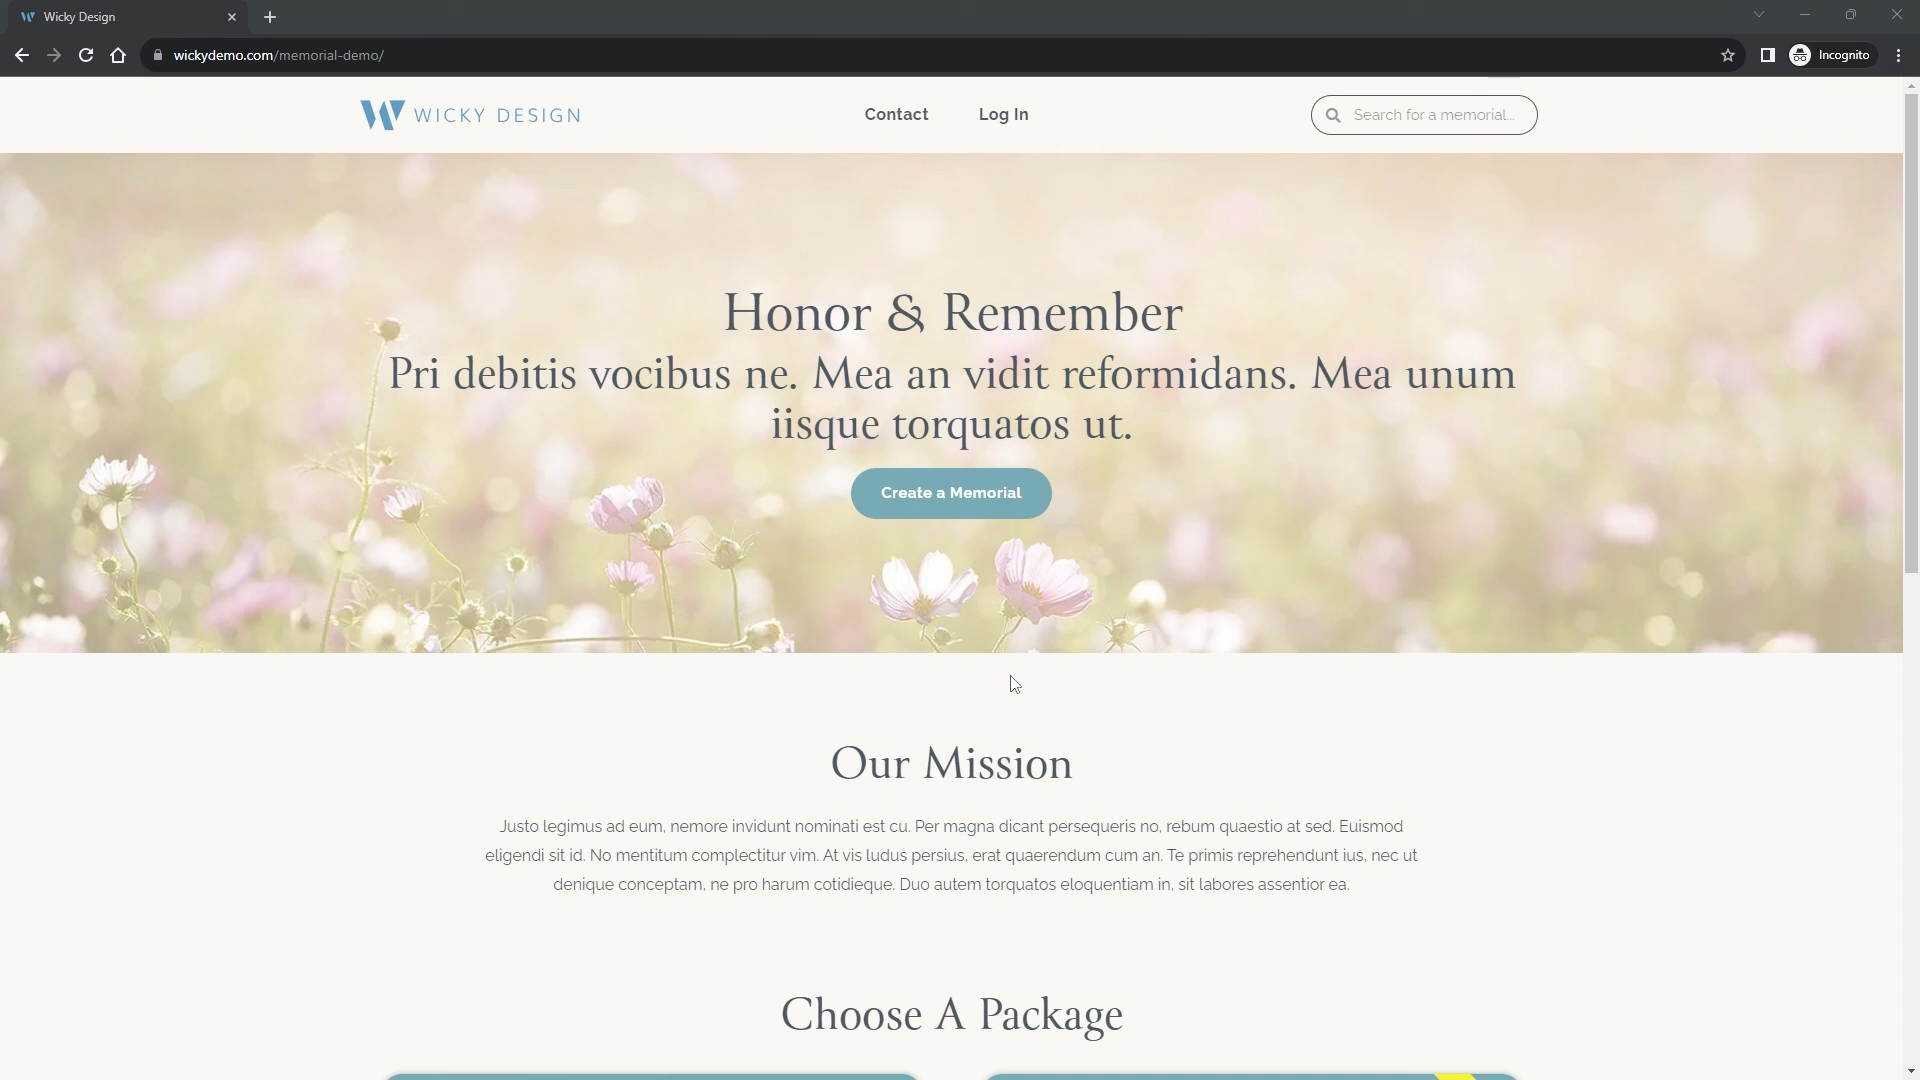 Wicky Design
wickydemo.com/memorial-demo/
Incognito
WICKY DESIGN
Contact
Log In
Search for a memorial...
Honor & Remember
Pri debitis vocibus ne. Mea an vidit reformidans. Mea unum
iisque torquatos ut.
Create a Memorial
Our Mission
Justo legimus ad eum, nemore invidunt nominati est cu. Per magna dicant persequeris no, rebum quaestio at sed. Euismod
eligendi sit id. No mentitum complectitur vim. At vis ludus persius, erat quaerendum cum an. Te primis reprehendunt ius, nec ut
denique conceptam, ne pro harum cotidieque. Duo autem torquatos eloquentiam in, sit labores assentior ea.
Choose A Package